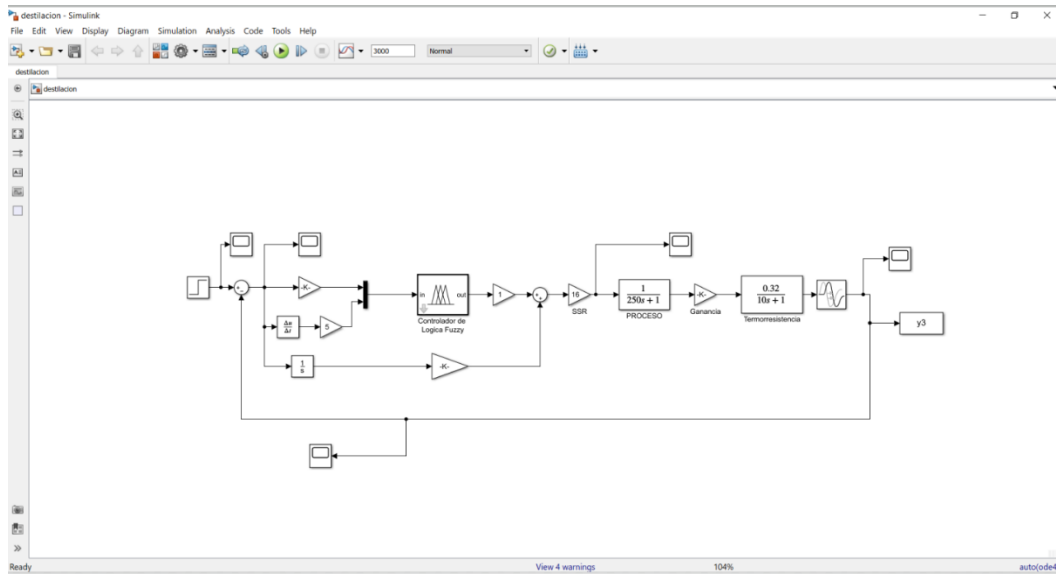 destilacion - Simulink
File Edit View Display Diagram Simulation Analysis Code Tools Help
3000 Normal
destilacion
destilacion
-K-
in out
1
16
1
250s + 1
-K-
0.32
10s + 1
Δu
Δt
5
Controlador de
Logica Fuzzy
SSR
PROCESO
Ganancia
Termorresistencia
y3
1
s
-K-
Ready View 4 warnings 104% auto(ode4